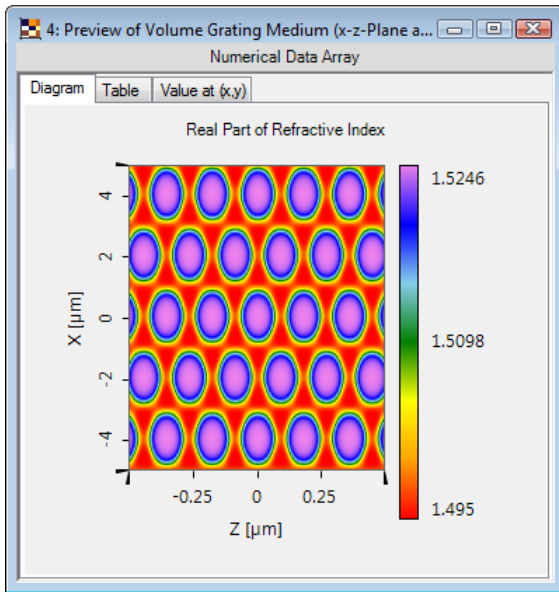 4: Preview of Volume Grating Medium (x-z-Plane a...
Numerical Data Array
Diagram Table Value at (x,y)
Real Part of Refractive Index
4
2
0
-2
-4
X [µm]
-0.25 0 0.25
Z [µm]
1.5246
1.5098
1.495